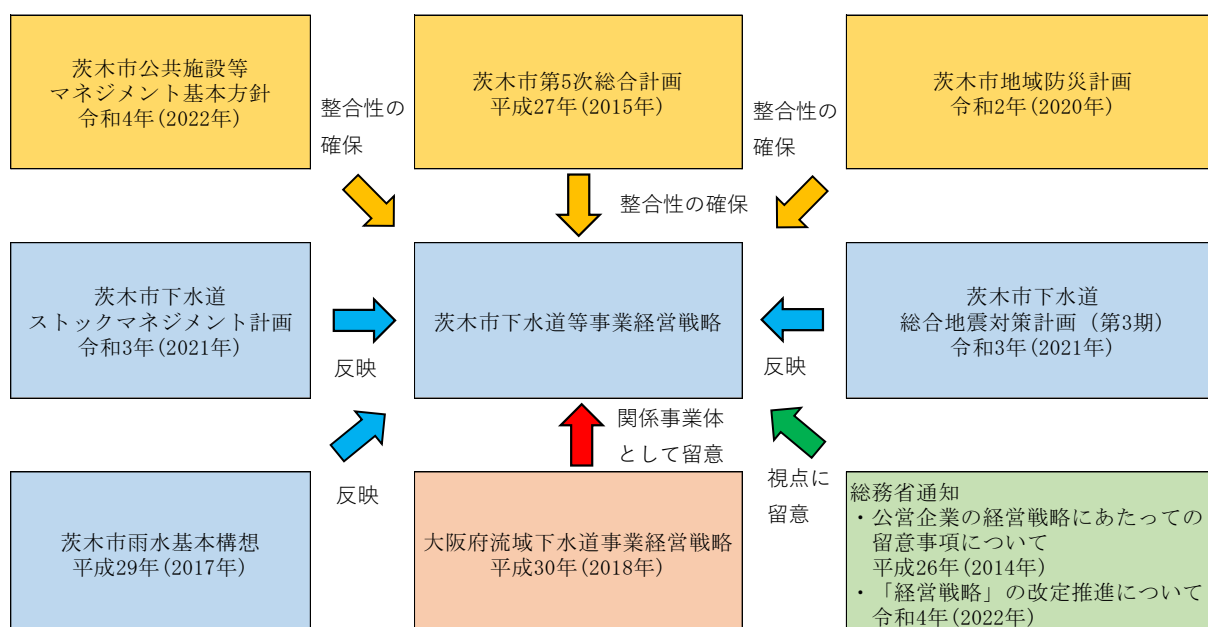 茨木市公共施設等
マネジメント基本方針
令和4年(2022年)
整合性の
確保
茨木市第5次総合計画
平成27年(2015年)
整合性の確保
整合性の
確保
茨木市地域防災計画
令和2年(2020年)
茨木市下水道
ストックマネジメント計画
令和3年(2021年)
反映
茨木市下水道等事業経営戦略
反映
茨木市下水道
総合地震対策計画（第3期）
令和3年(2021年)
茨木市雨水基本構想
平成29年(2017年)
反映
関係事業体
として留意
大阪府流域下水道事業経営戦略
平成30年(2018年)
視点に
留意
総務省通知
・公営企業の経営戦略にあたっての
留意事項について
平成26年(2014年)
・「経営戦略」の改定推進について
令和4年(2022年)